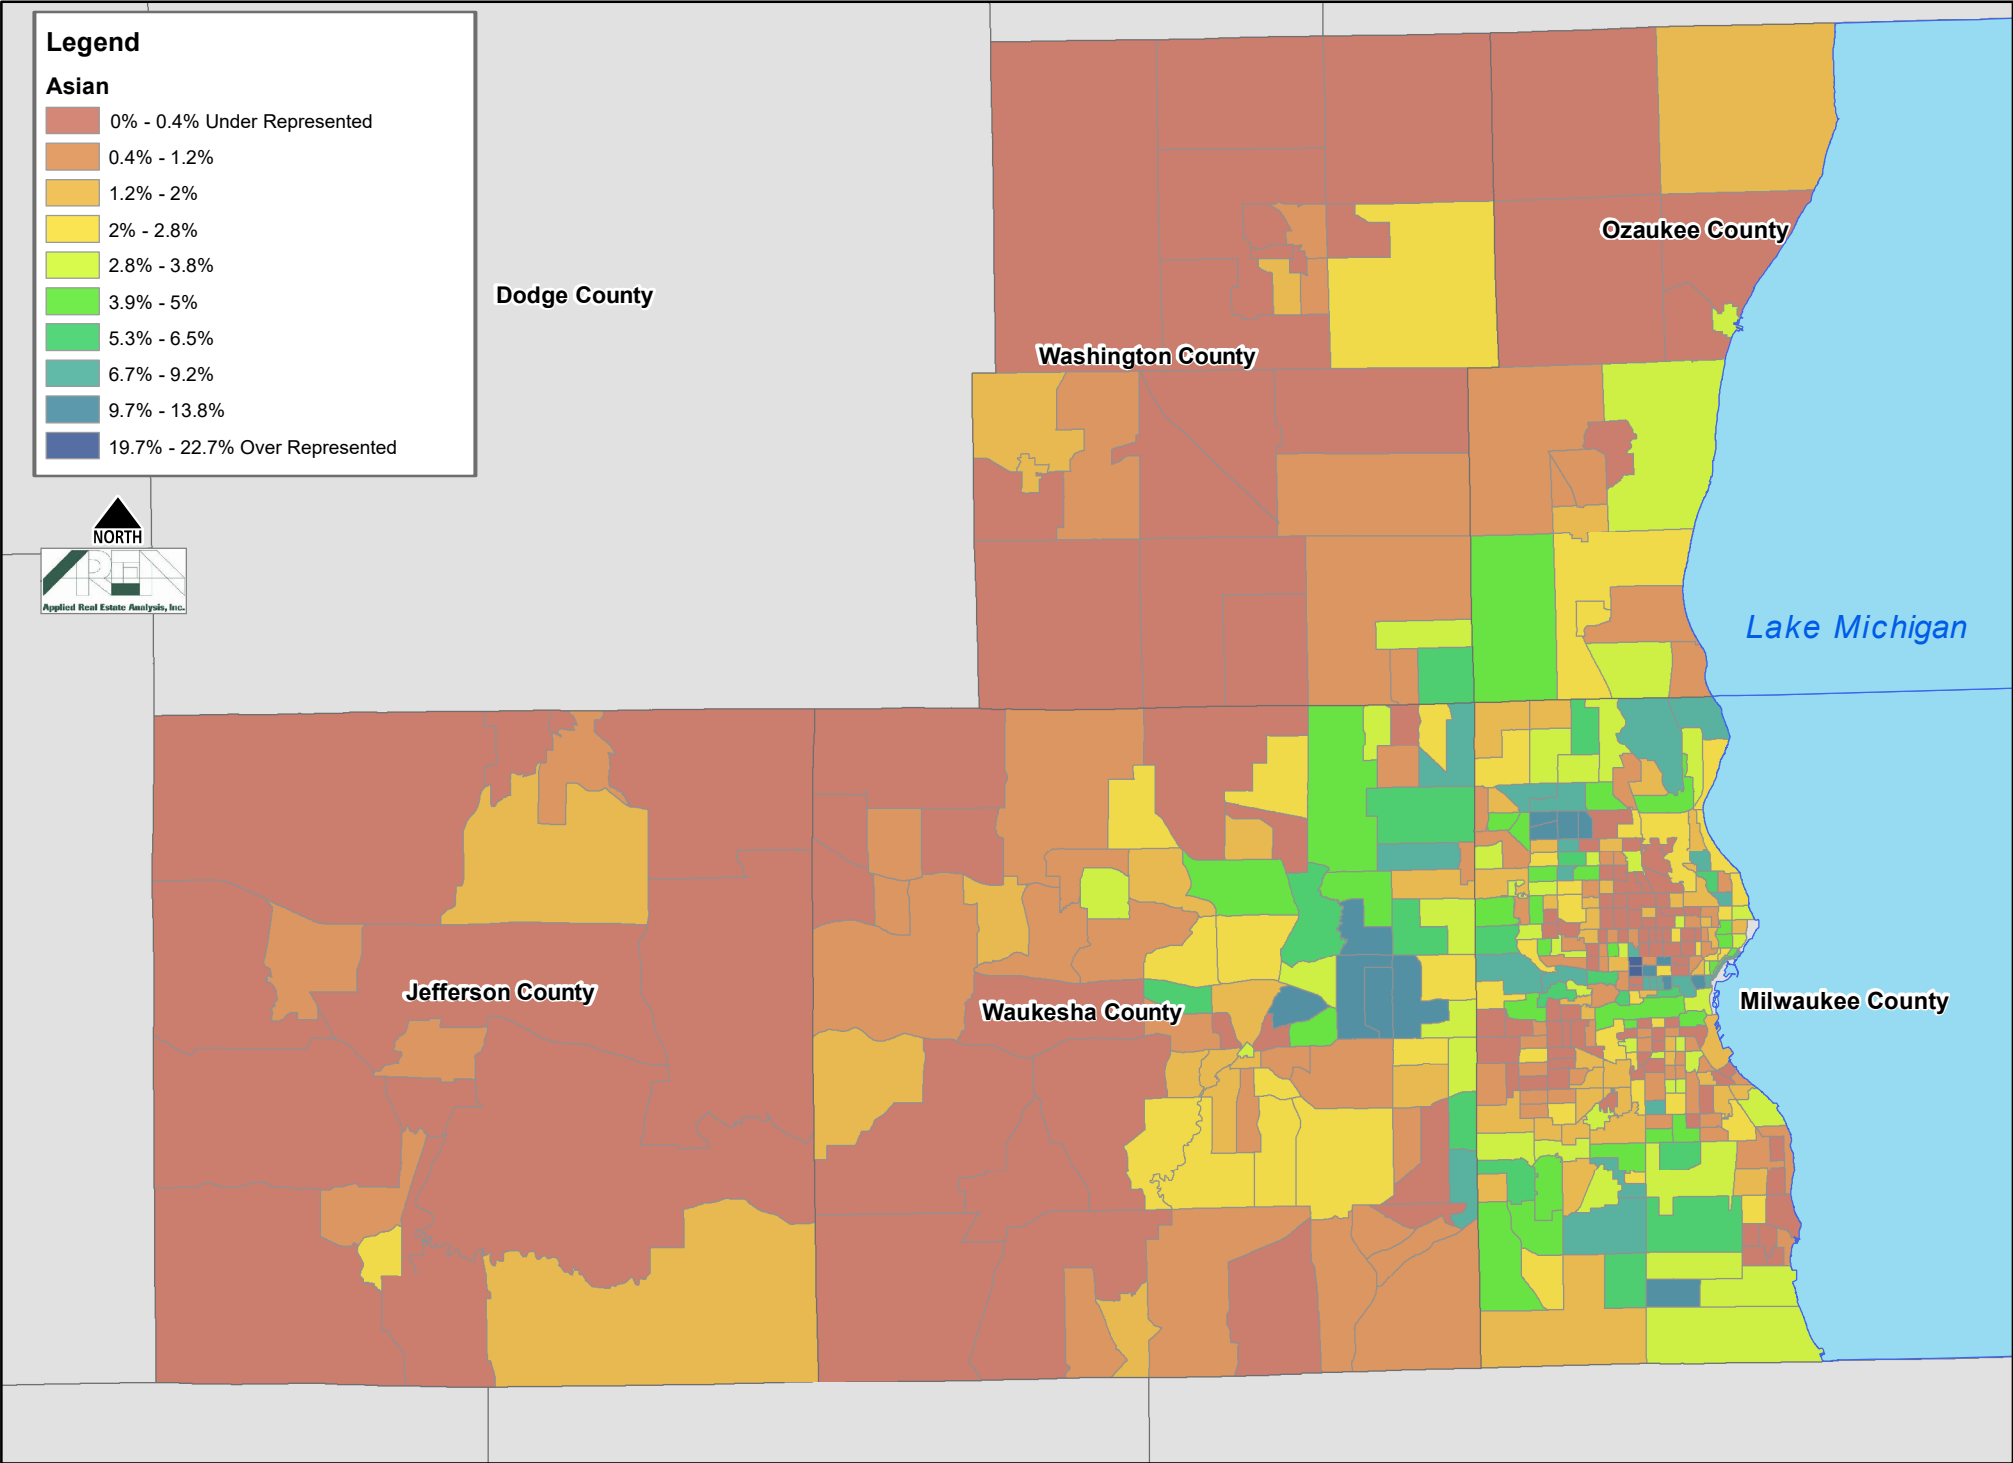 Legend
Asian
0% - 0.4% Under Represented
0.4% - 1.2%
1.2% - 2%
2% - 2.8%
2.8% - 3.8%
3.9% - 5%
5.3% - 6.5%
6.7% - 9.2%
9.7% - 13.8%
19.7% - 22.7% Over Represented
NORTH
AREA
Applied Real Estate Analysis, Inc.
Dodge County
Ozaukee County
Washington County
Lake Michigan
Jefferson County
Waukesha County
Milwaukee County